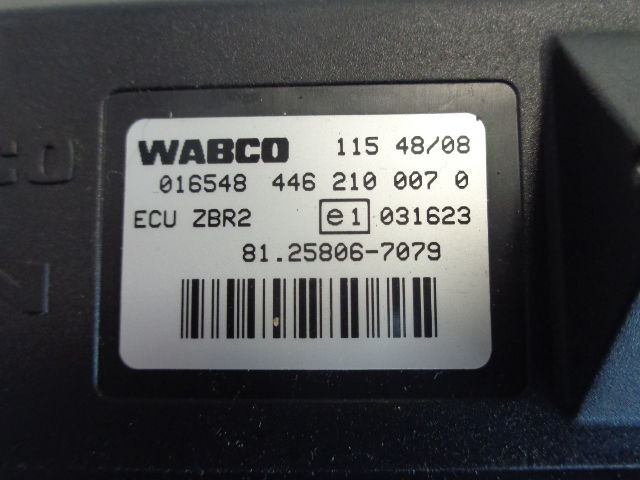 WABCO 115 48/08
016548 446 210 007 0
ECU ZBR2 e1 031623
81.25806-7079